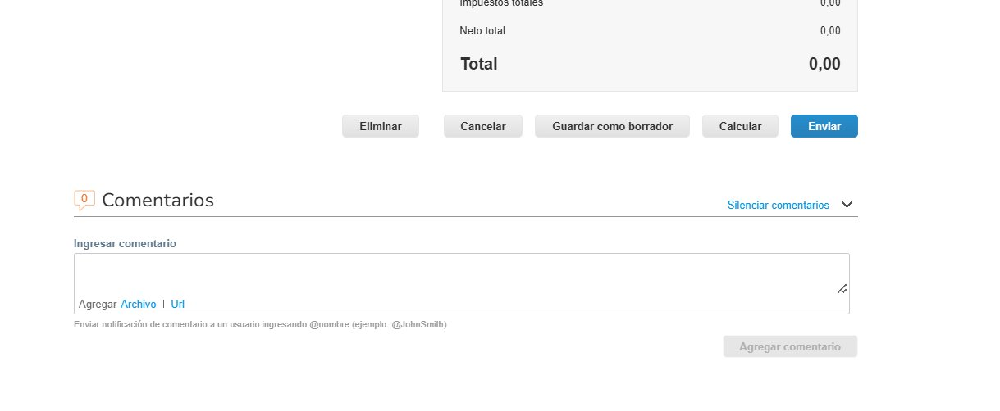 Impuestos totales 0,00
Neto total 0,00
Total 0,00
Eliminar Cancelar Guardar como borrador Calcular Enviar
0 Comentarios Silenciar comentarios
Ingresar comentario
Agregar Archivo | Url
Enviar notificación de comentario a un usuario ingresando @nombre (ejemplo: @JohnSmith)
Agregar comentario